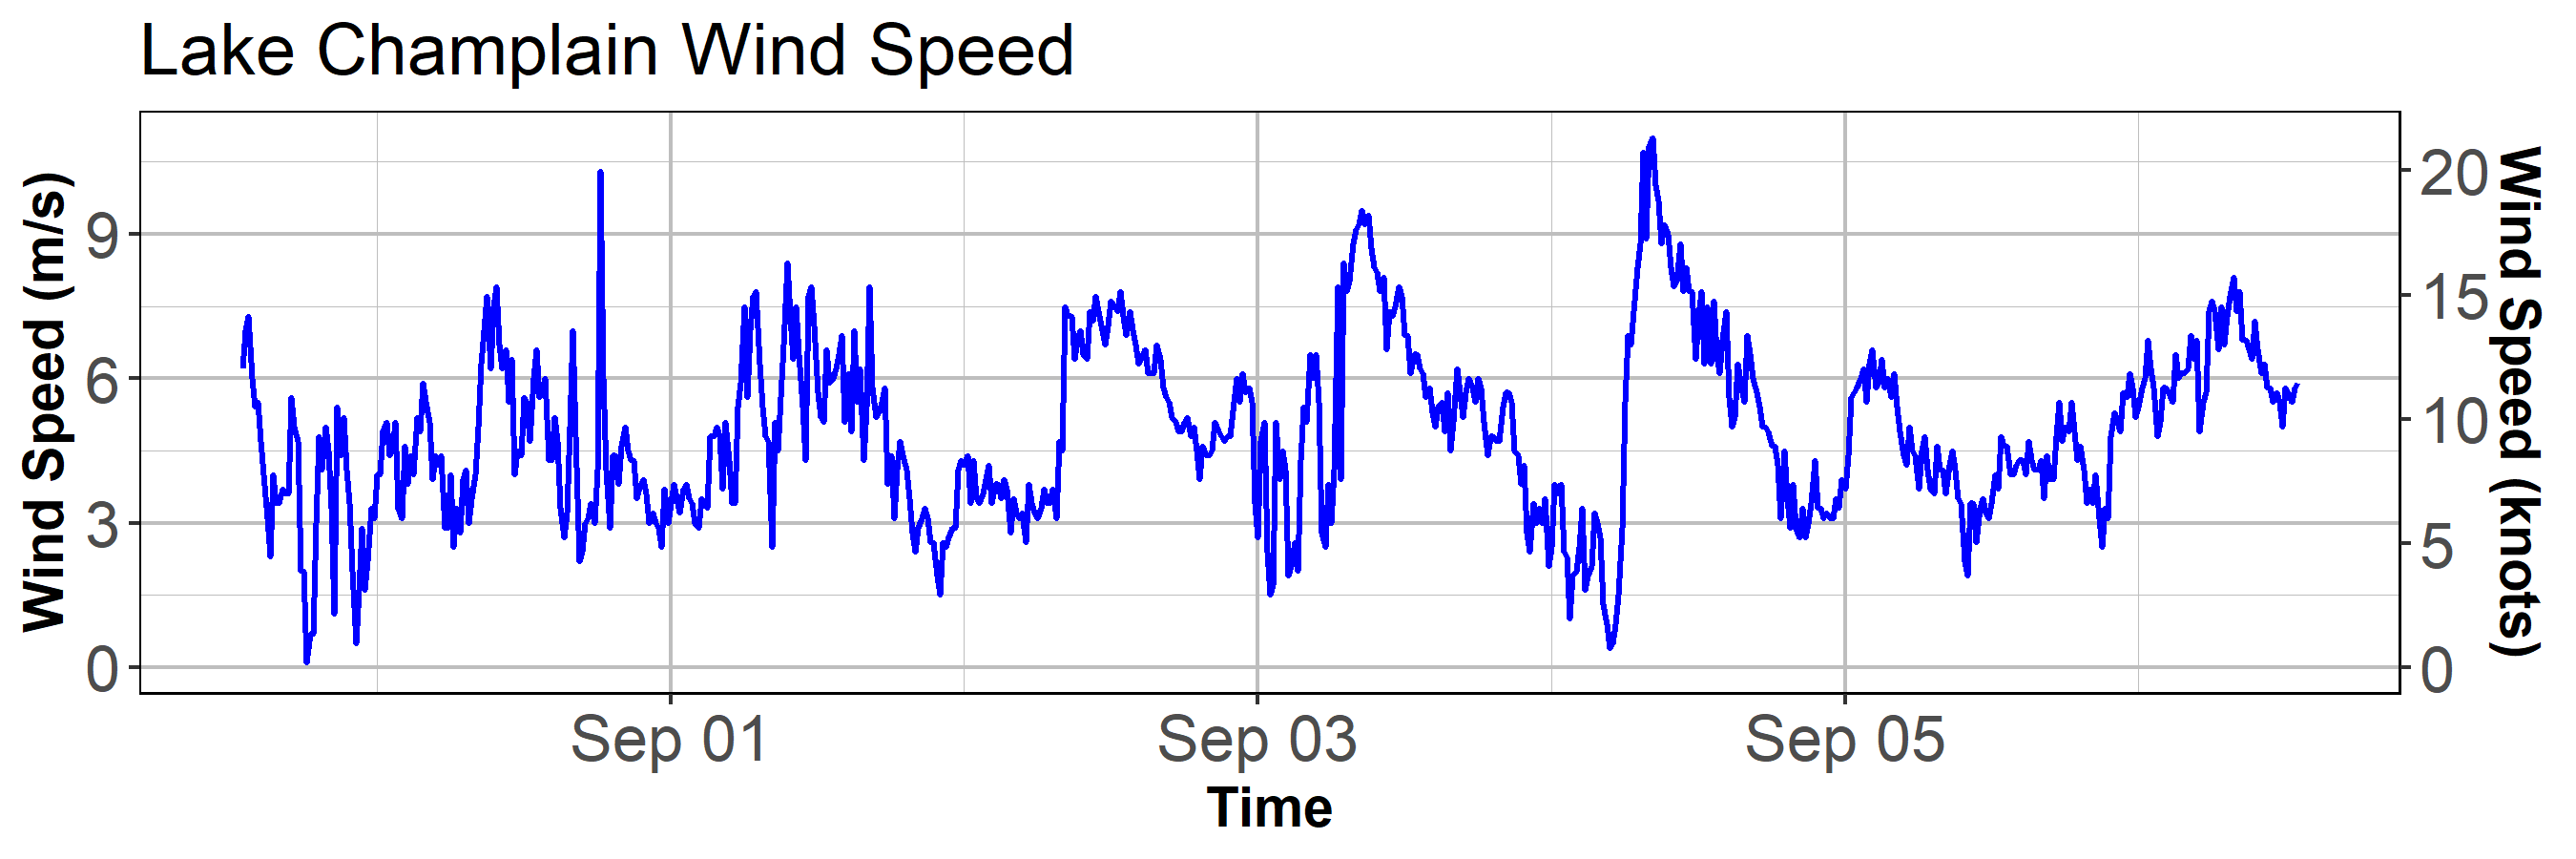 Lake Champlain Wind Speed
Wind Speed (m/s)
9
6
3
0
20
15
10
5
0
Wind Speed (knots)
Sep 01
Sep 03
Sep 05
Time